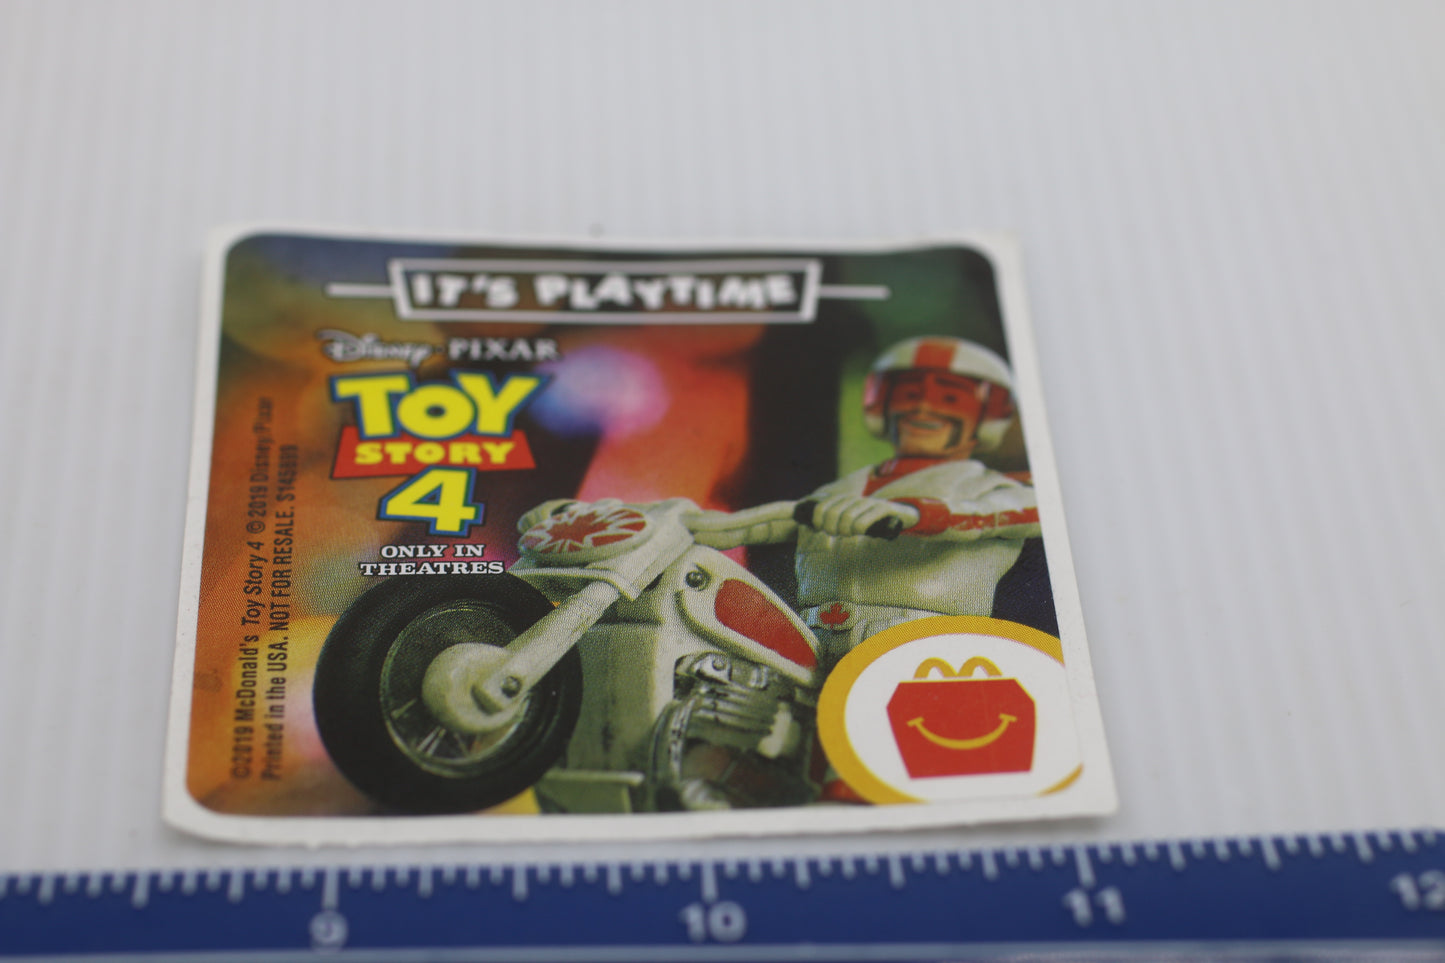 IT'S PLAYTIME
Disney · PIXAR
TOY
STORY
4
ONLY IN
THEATRES
©2019 McDonald's Toy Story 4 © 2019 Disney/Pixar
Printed in the USA. NOT FOR RESALE.
9
10
11
12